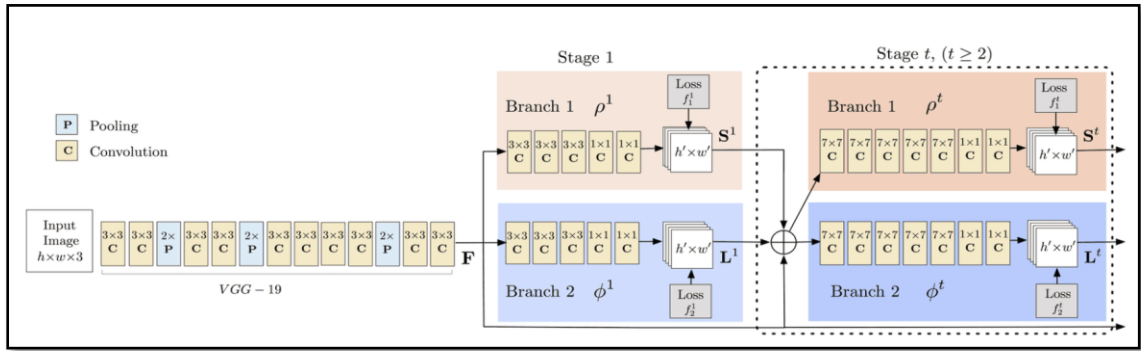 Stage 1
Stage t, (t ≥ 2)
P Pooling
C Convolution
Branch 1 ρ¹
Loss
f₁¹
3×3 3×3 3×3 1×1 1×1
C C C C C
h′×w′
S¹
Branch 1 ρᵗ
Loss
f₁ᵗ
7×7 7×7 7×7 7×7 7×7 1×1 1×1
C C C C C C C
h′×w′
Sᵗ
Input
Image
h×w×3
3×3 3×3 2× 3×3 3×3 2× 3×3 3×3 3×3 3×3 2× 3×3 3×3
C C P C C P C C C C P C C
VGG − 19
F
3×3 3×3 3×3 1×1 1×1
C C C C C
h′×w′
L¹
Branch 2 ϕ¹
Loss
f₂¹
7×7 7×7 7×7 7×7 7×7 1×1 1×1
C C C C C C C
h′×w′
Lᵗ
Branch 2 ϕᵗ
Loss
f₂ᵗ